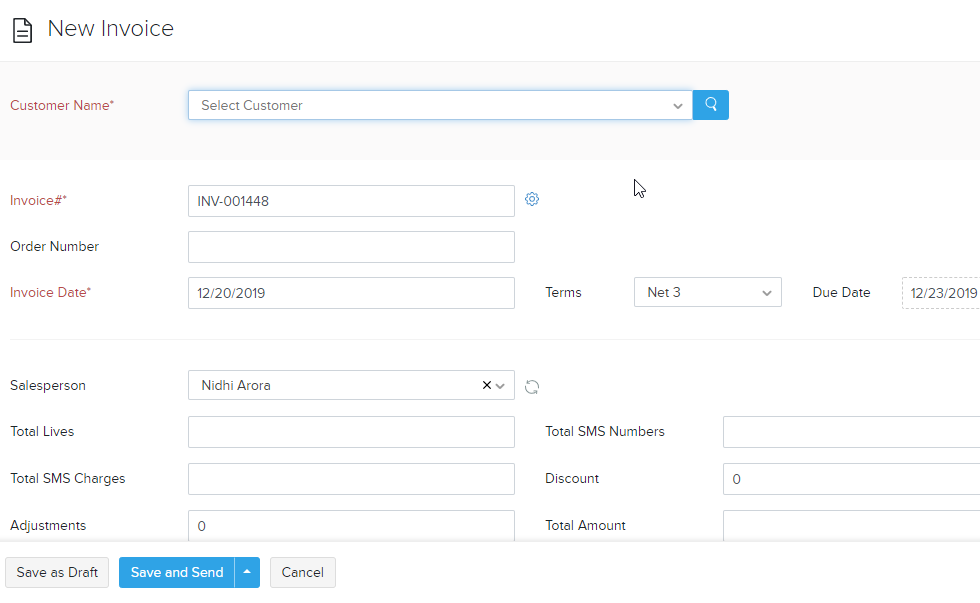 New Invoice
Customer Name* Select Customer
Invoice#* INV-001448
Order Number
Invoice Date* 12/20/2019 Terms Net 3 Due Date 12/23/2019
Salesperson Nidhi Arora
Total Lives Total SMS Numbers
Total SMS Charges Discount 0
Adjustments 0 Total Amount
Save as Draft Save and Send Cancel